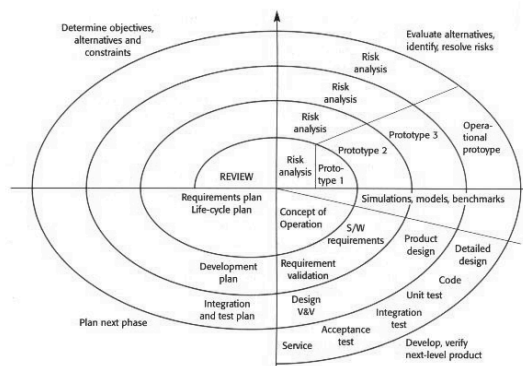 Determine objectives,
alternatives and
constraints
Evaluate alternatives,
identify, resolve risks
Risk
analysis
Risk
analysis
Risk
analysis
Risk
analysis
Proto-
type 1
Prototype 2
Prototype 3
Opera-
tional
protoype
REVIEW
Requirements plan
Life-cycle plan
Simulations, models, benchmarks
Concept of
Operation
S/W
requirements
Product
design
Detailed
design
Development
plan
Requirement
validation
Code
Unit test
Integration
and test plan
Design
V&V
Integration
test
Acceptance
test
Service
Plan next phase
Develop, verify
next-level product